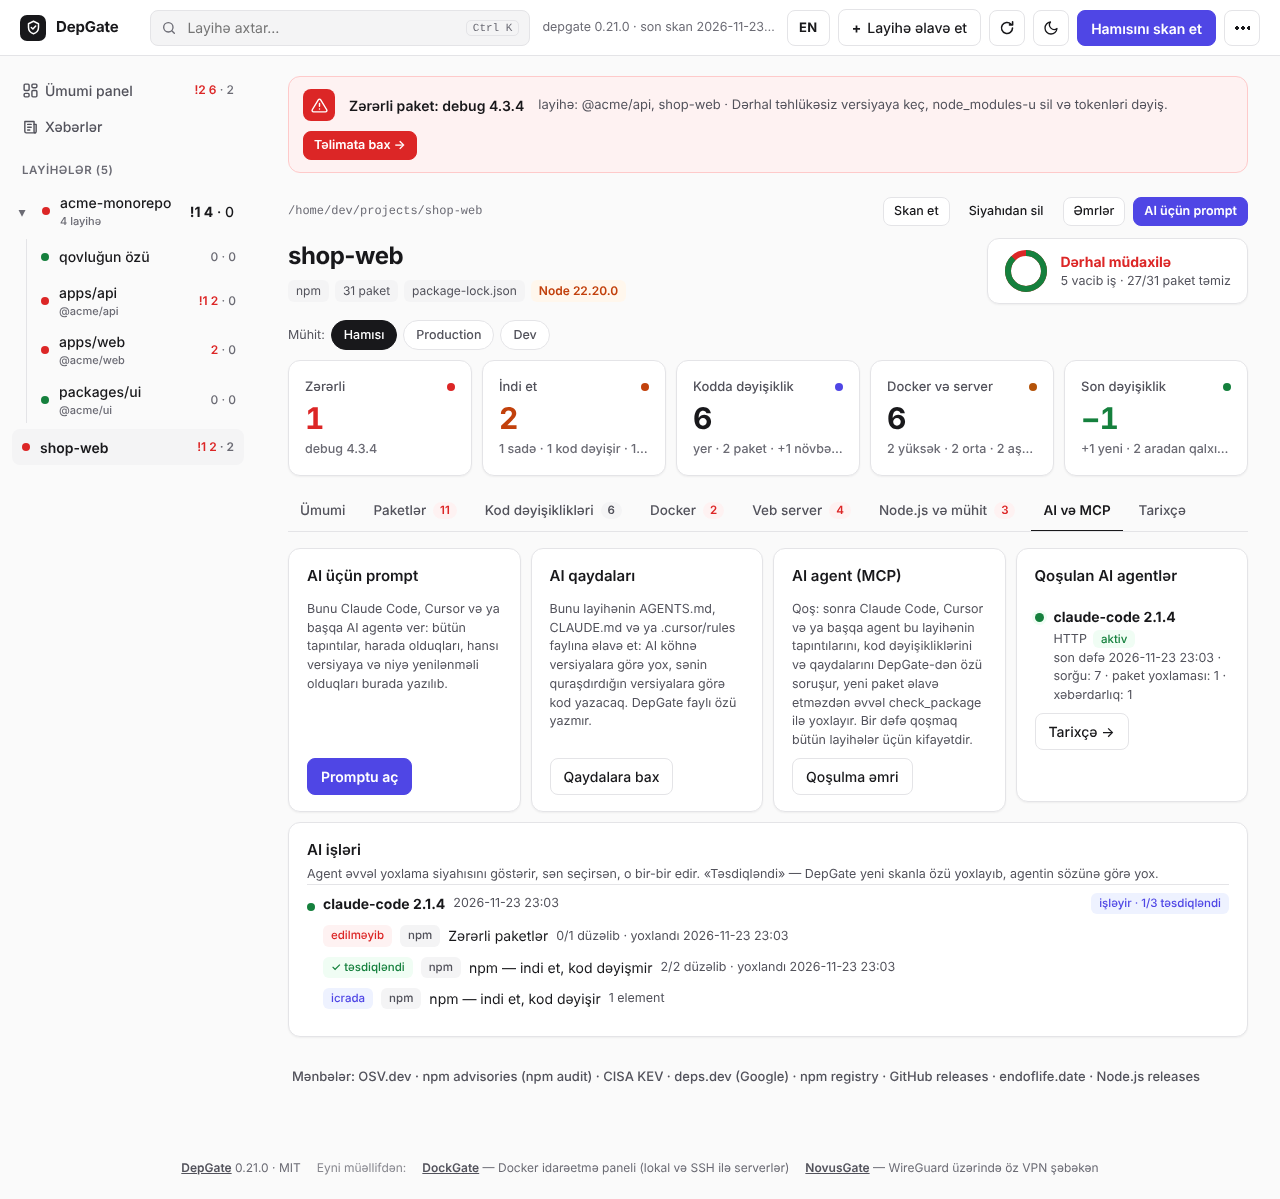 DepGate
Layihə axtar...
Ctrl K
depgate 0.21.0 · son skan 2026-11-23...
EN
+ Layihə əlavə et
Hamısını skan et
Ümumi panel
!2 6 · 2
Xəbərlər
LAYİHƏLƏR (5)
acme-monorepo
4 layihə
!1 4 · 0
qovluğun özü
0 · 0
apps/api
@acme/api
!1 2 · 0
apps/web
@acme/web
2 · 0
packages/ui
@acme/ui
0 · 0
shop-web
!1 2 · 2
Zərərli paket: debug 4.3.4
layihə: @acme/api, shop-web · Dərhal təhlükəsiz versiyaya keç, node_modules-u sil və tokenləri dəyiş.
Təlimata bax →
/home/dev/projects/shop-web
Skan et
Siyahıdan sil
Əmrlər
AI üçün prompt
shop-web
npm
31 paket
package-lock.json
Node 22.20.0
Dərhal müdaxilə
5 vacib iş · 27/31 paket təmiz
Mühit:
Hamısı
Production
Dev
Zərərli
1
debug 4.3.4
İndi et
2
1 sadə · 1 kod dəyişir · 1...
Kodda dəyişiklik
6
yer · 2 paket · +1 növbə...
Docker və server
6
2 yüksək · 2 orta · 2 aş...
Son dəyişiklik
−1
+1 yeni · 2 aradan qalxı...
Ümumi
Paketlər 11
Kod dəyişiklikləri 6
Docker 2
Veb server 4
Node.js və mühit 3
AI və MCP
Tarixçə
AI üçün prompt
Bunu Claude Code, Cursor və ya
başqa AI agentə ver: bütün
tapıntılar, harada olduqları, hansı
versiyaya və niyə yenilənməli
olduqları burada yazılıb.
Promptu aç
AI qaydaları
Bunu layihənin AGENTS.md,
CLAUDE.md və ya .cursor/rules
faylına əlavə et: AI köhnə
versiyalara görə yox, sənin
quraşdırdığın versiyalara görə
kod yazacaq. DepGate faylı özü
yazmır.
Qaydalara bax
AI agent (MCP)
Qoş: sonra Claude Code, Cursor
və ya başqa agent bu layihənin
tapıntılarını, kod dəyişikliklərini
və qaydalarını DepGate-dən özü
soruşur, yeni paket əlavə
etməzdən əvvəl check_package
ilə yoxlayır. Bir dəfə qoşmaq
bütün layihələr üçün kifayətdir.
Qoşulma əmri
Qoşulan AI agentlər
claude-code 2.1.4
HTTP aktiv
son dəfə 2026-11-23 23:03 ·
sorğu: 7 · paket yoxlaması: 1 ·
xəbərdarlıq: 1
Tarixçə →
AI işləri
Agent əvvəl yoxlama siyahısını göstərir, sən seçirsən, o bir-bir edir. «Təsdiqləndi» — DepGate yeni skanla özü yoxlayıb, agentin sözünə görə yox.
claude-code 2.1.4 2026-11-23 23:03
işləyir · 1/3 təsdiqləndi
edilməyib npm Zərərli paketlər 0/1 düzəlib · yoxlandı 2026-11-23 23:03
✓ təsdiqləndi npm npm — indi et, kod dəyişmir 2/2 düzəlib · yoxlandı 2026-11-23 23:03
icrada npm npm — indi et, kod dəyişir 1 element
Mənbələr: OSV.dev · npm advisories (npm audit) · CISA KEV · deps.dev (Google) · npm registry · GitHub releases · endoflife.date · Node.js releases
DepGate 0.21.0 · MIT Eyni müəllifdən: DockGate — Docker idarəetmə paneli (lokal və SSH ilə serverlər) NovusGate — WireGuard üzərində öz VPN şəbəkən